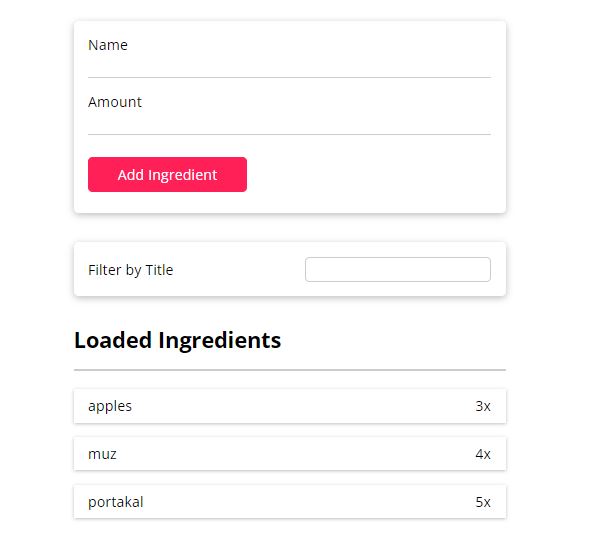 Name
Amount
Add Ingredient
Filter by Title
Loaded Ingredients
apples 3x
muz 4x
portakal 5x